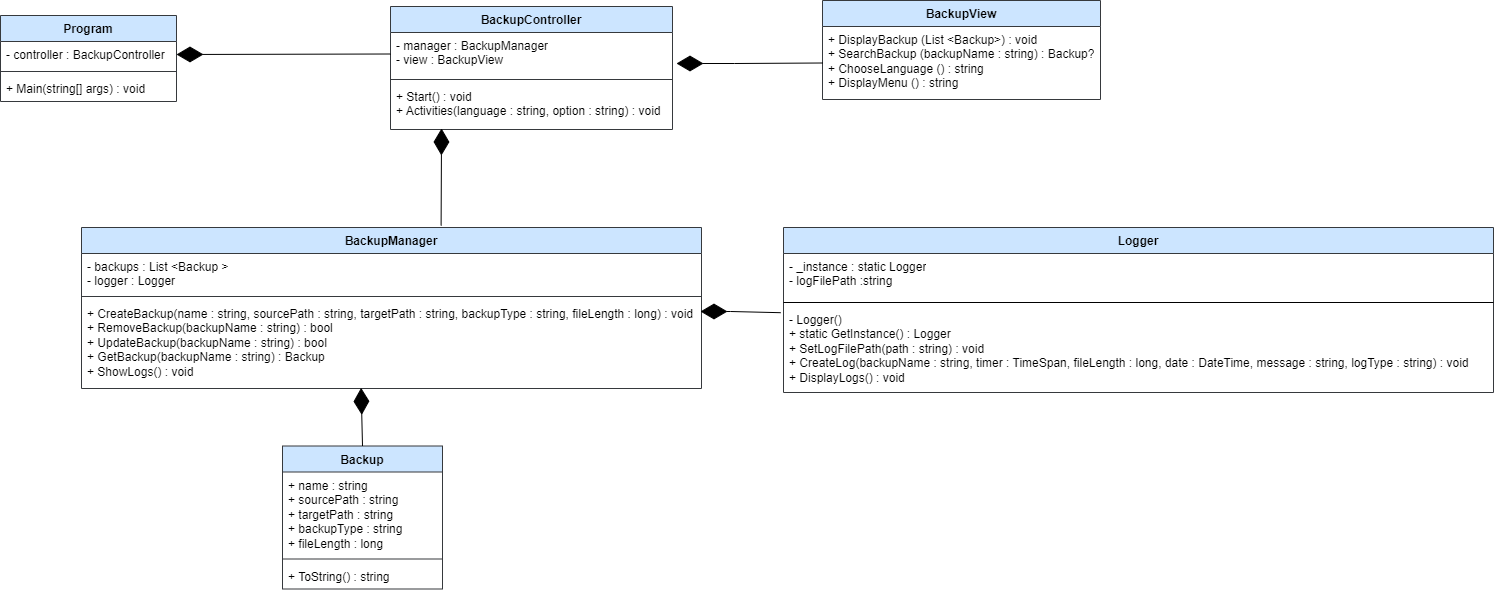 Program
- controller : BackupController
+ Main(string[] args) : void
BackupController
- manager : BackupManager
- view : BackupView
+ Start() : void
+ Activities(language : string, option : string) : void
BackupView
+ DisplayBackup (List <Backup>) : void
+ SearchBackup (backupName : string) : Backup?
+ ChooseLanguage () : string
+ DisplayMenu () : string
BackupManager
- backups : List <Backup >
- logger : Logger
+ CreateBackup(name : string, sourcePath : string, targetPath : string, backupType : string, fileLength : long) : void
+ RemoveBackup(backupName : string) : bool
+ UpdateBackup(backupName : string) : bool
+ GetBackup(backupName : string) : Backup
+ ShowLogs() : void
Logger
- _instance : static Logger
- logFilePath :string
- Logger()
+ static GetInstance() : Logger
+ SetLogFilePath(path : string) : void
+ CreateLog(backupName : string, timer : TimeSpan, fileLength : long, date : DateTime, message : string, logType : string) : void
+ DisplayLogs() : void
Backup
+ name : string
+ sourcePath : string
+ targetPath : string
+ backupType : string
+ fileLength : long
+ ToString() : string